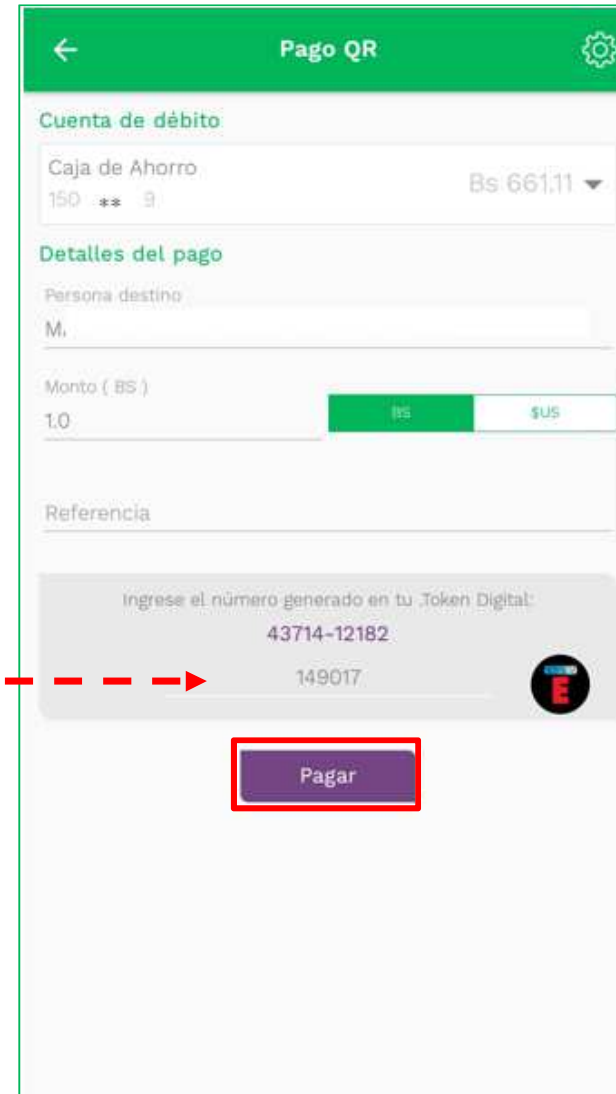 Pago QR
Cuenta de débito
Caja de Ahorro
Bs 661.11
150 ** 9
Detalles del pago
Persona destino
M.
Monto ( BS )
1.0
BS
$US
Referencia
Ingrese el número generado en tu .Token Digital:
43714-12182
149017
E
Pagar